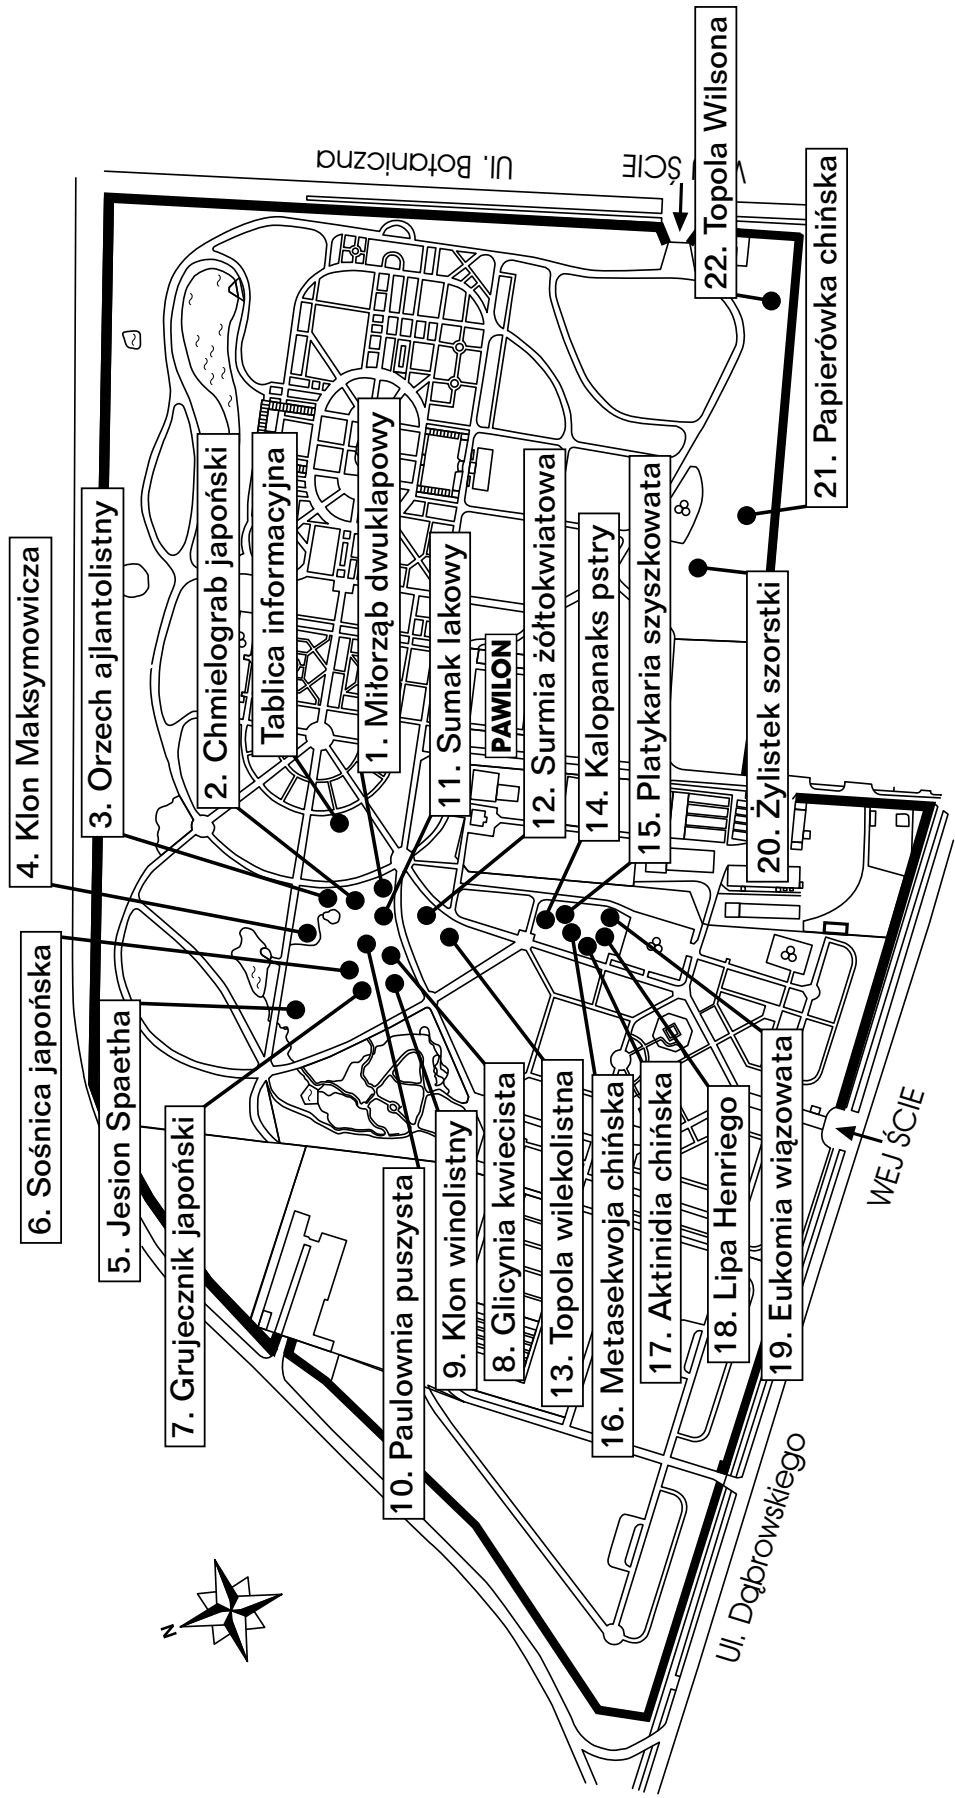 4. Klon Maksymowicza
3. Orzech ajlantolistny
2. Chmielograb japoński
Tablica informacyjna
1. Miłorząb dwuklapowy
11. Sumak lakowy
PAWILON
12. Surmia żółtokwiatowa
14. Kalopanaks pstry
15. Platykaria szyszkowata
20. Żylistek szorstki
21. Papierówka chińska
22. Topola Wilsona
Ul. Botaniczna
6. Sośnica japońska
5. Jesion Spaetha
7. Grujecznik japoński
10. Paulownia puszysta
9. Klon winolistny
8. Glicynia kwiecista
13. Topola wilekolistna
16. Metasekwoja chińska
17. Aktinidia chińska
18. Lipa Henriego
19. Eukomia wiązowata
WEJ ŚCIE
Ul. Dąbrowskiego
N